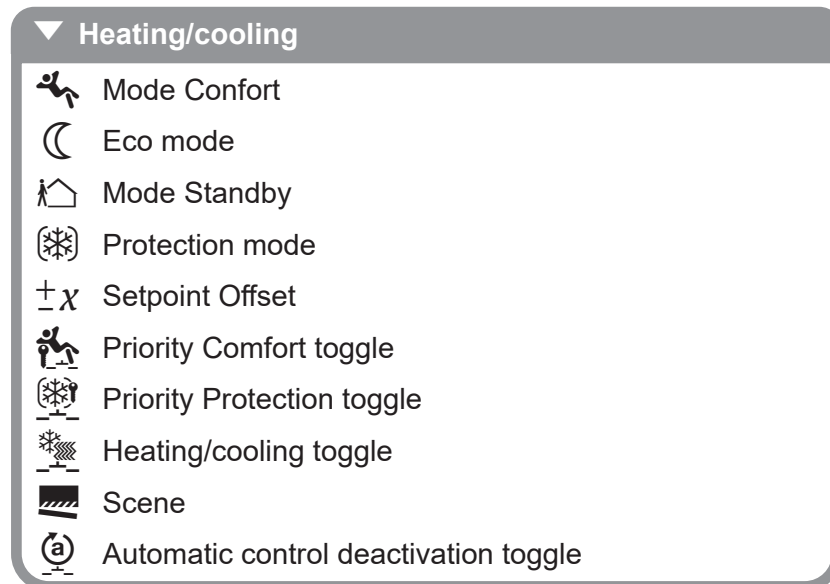 Heating/cooling
Mode Confort
Eco mode
Mode Standby
Protection mode
±x Setpoint Offset
Priority Comfort toggle
Priority Protection toggle
Heating/cooling toggle
Scene
a Automatic control deactivation toggle